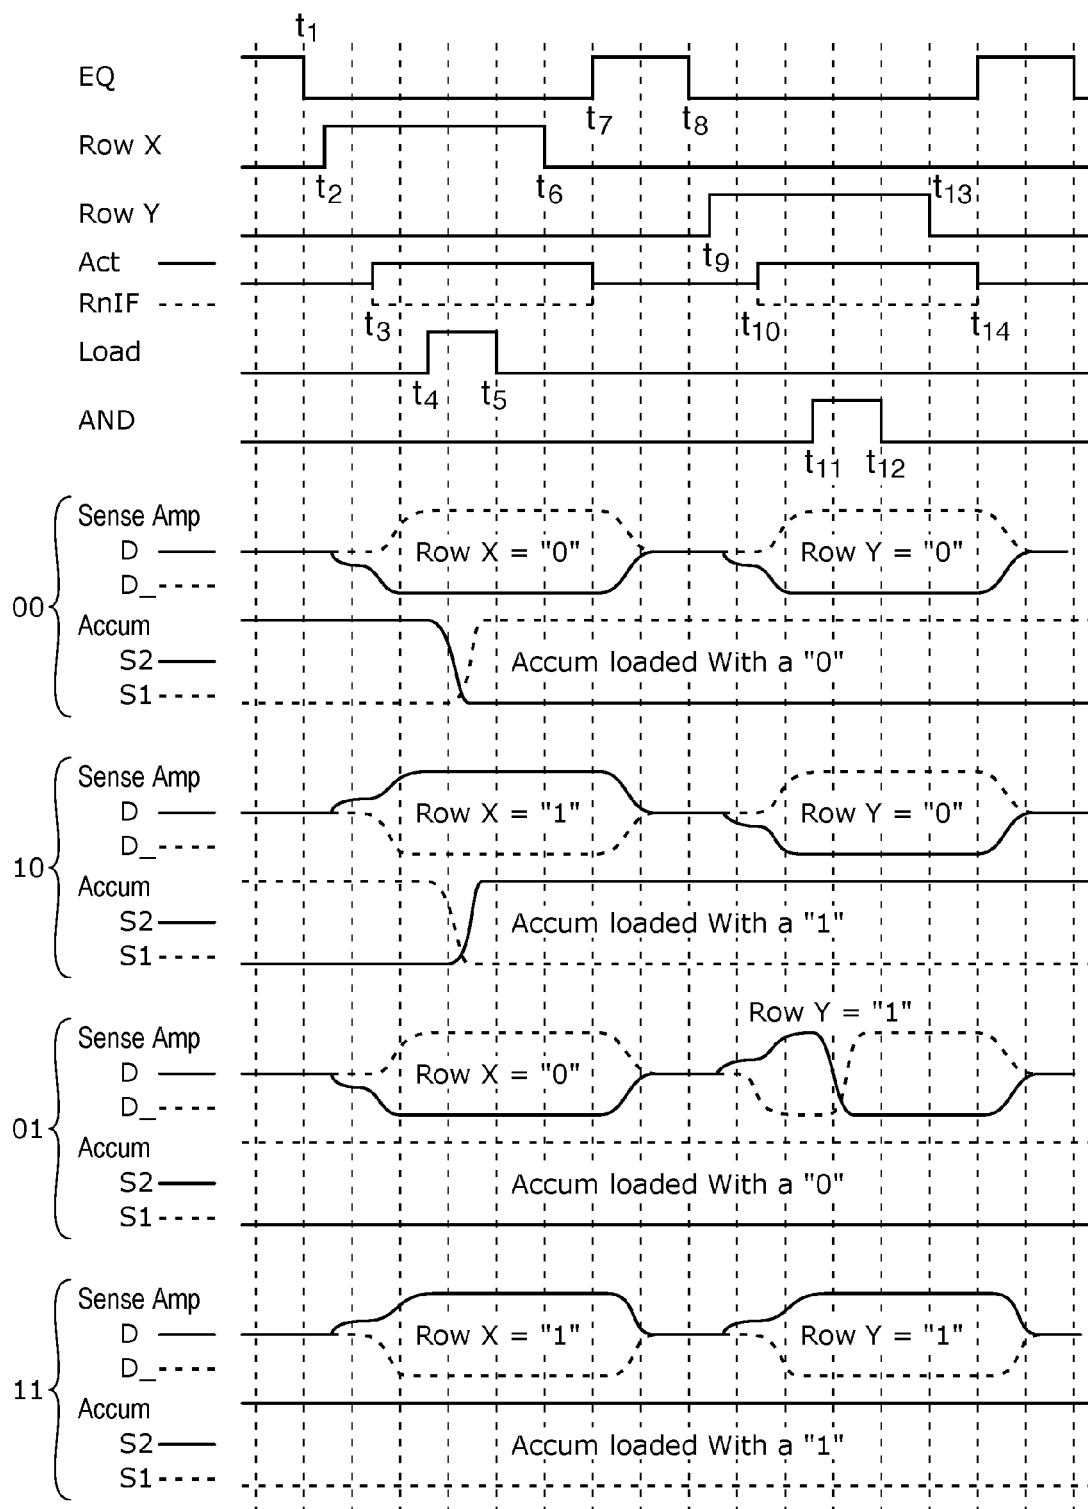 t1
EQ
t7 t8
Row X
t2 t6 t13
Row Y
t9
Act
RnIF
t3 t10 t14
Load
t4 t5
AND
t11 t12
00
Sense Amp
D Row X = "0" Row Y = "0"
D_
Accum
S2 Accum loaded With a "0"
S1
10
Sense Amp
D Row X = "1" Row Y = "0"
D_
Accum
S2 Accum loaded With a "1"
S1
01
Row Y = "1"
Sense Amp
D Row X = "0"
D_
Accum
S2 Accum loaded With a "0"
S1
11
Sense Amp
D Row X = "1" Row Y = "1"
D_
Accum
S2 Accum loaded With a "1"
S1